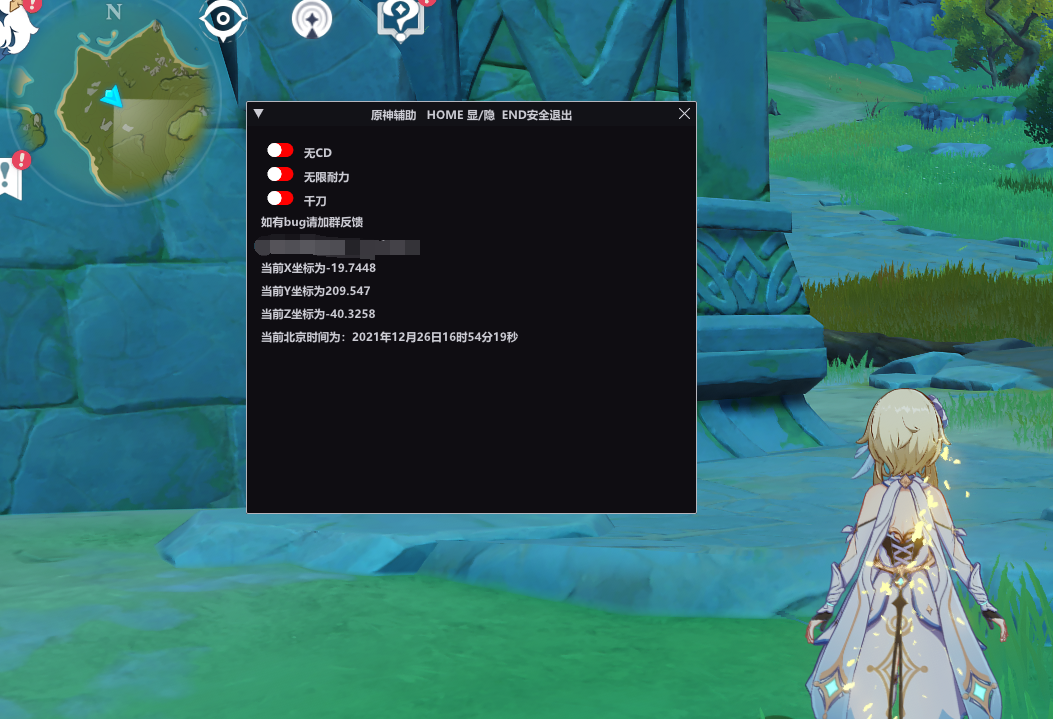 N
原神辅助 HOME 显/隐 END安全退出
无CD
无限耐力
千刀
如有bug请加群反馈
当前X坐标为-19.7448
当前Y坐标为209.547
当前Z坐标为-40.3258
当前北京时间为：2021年12月26日16时54分19秒